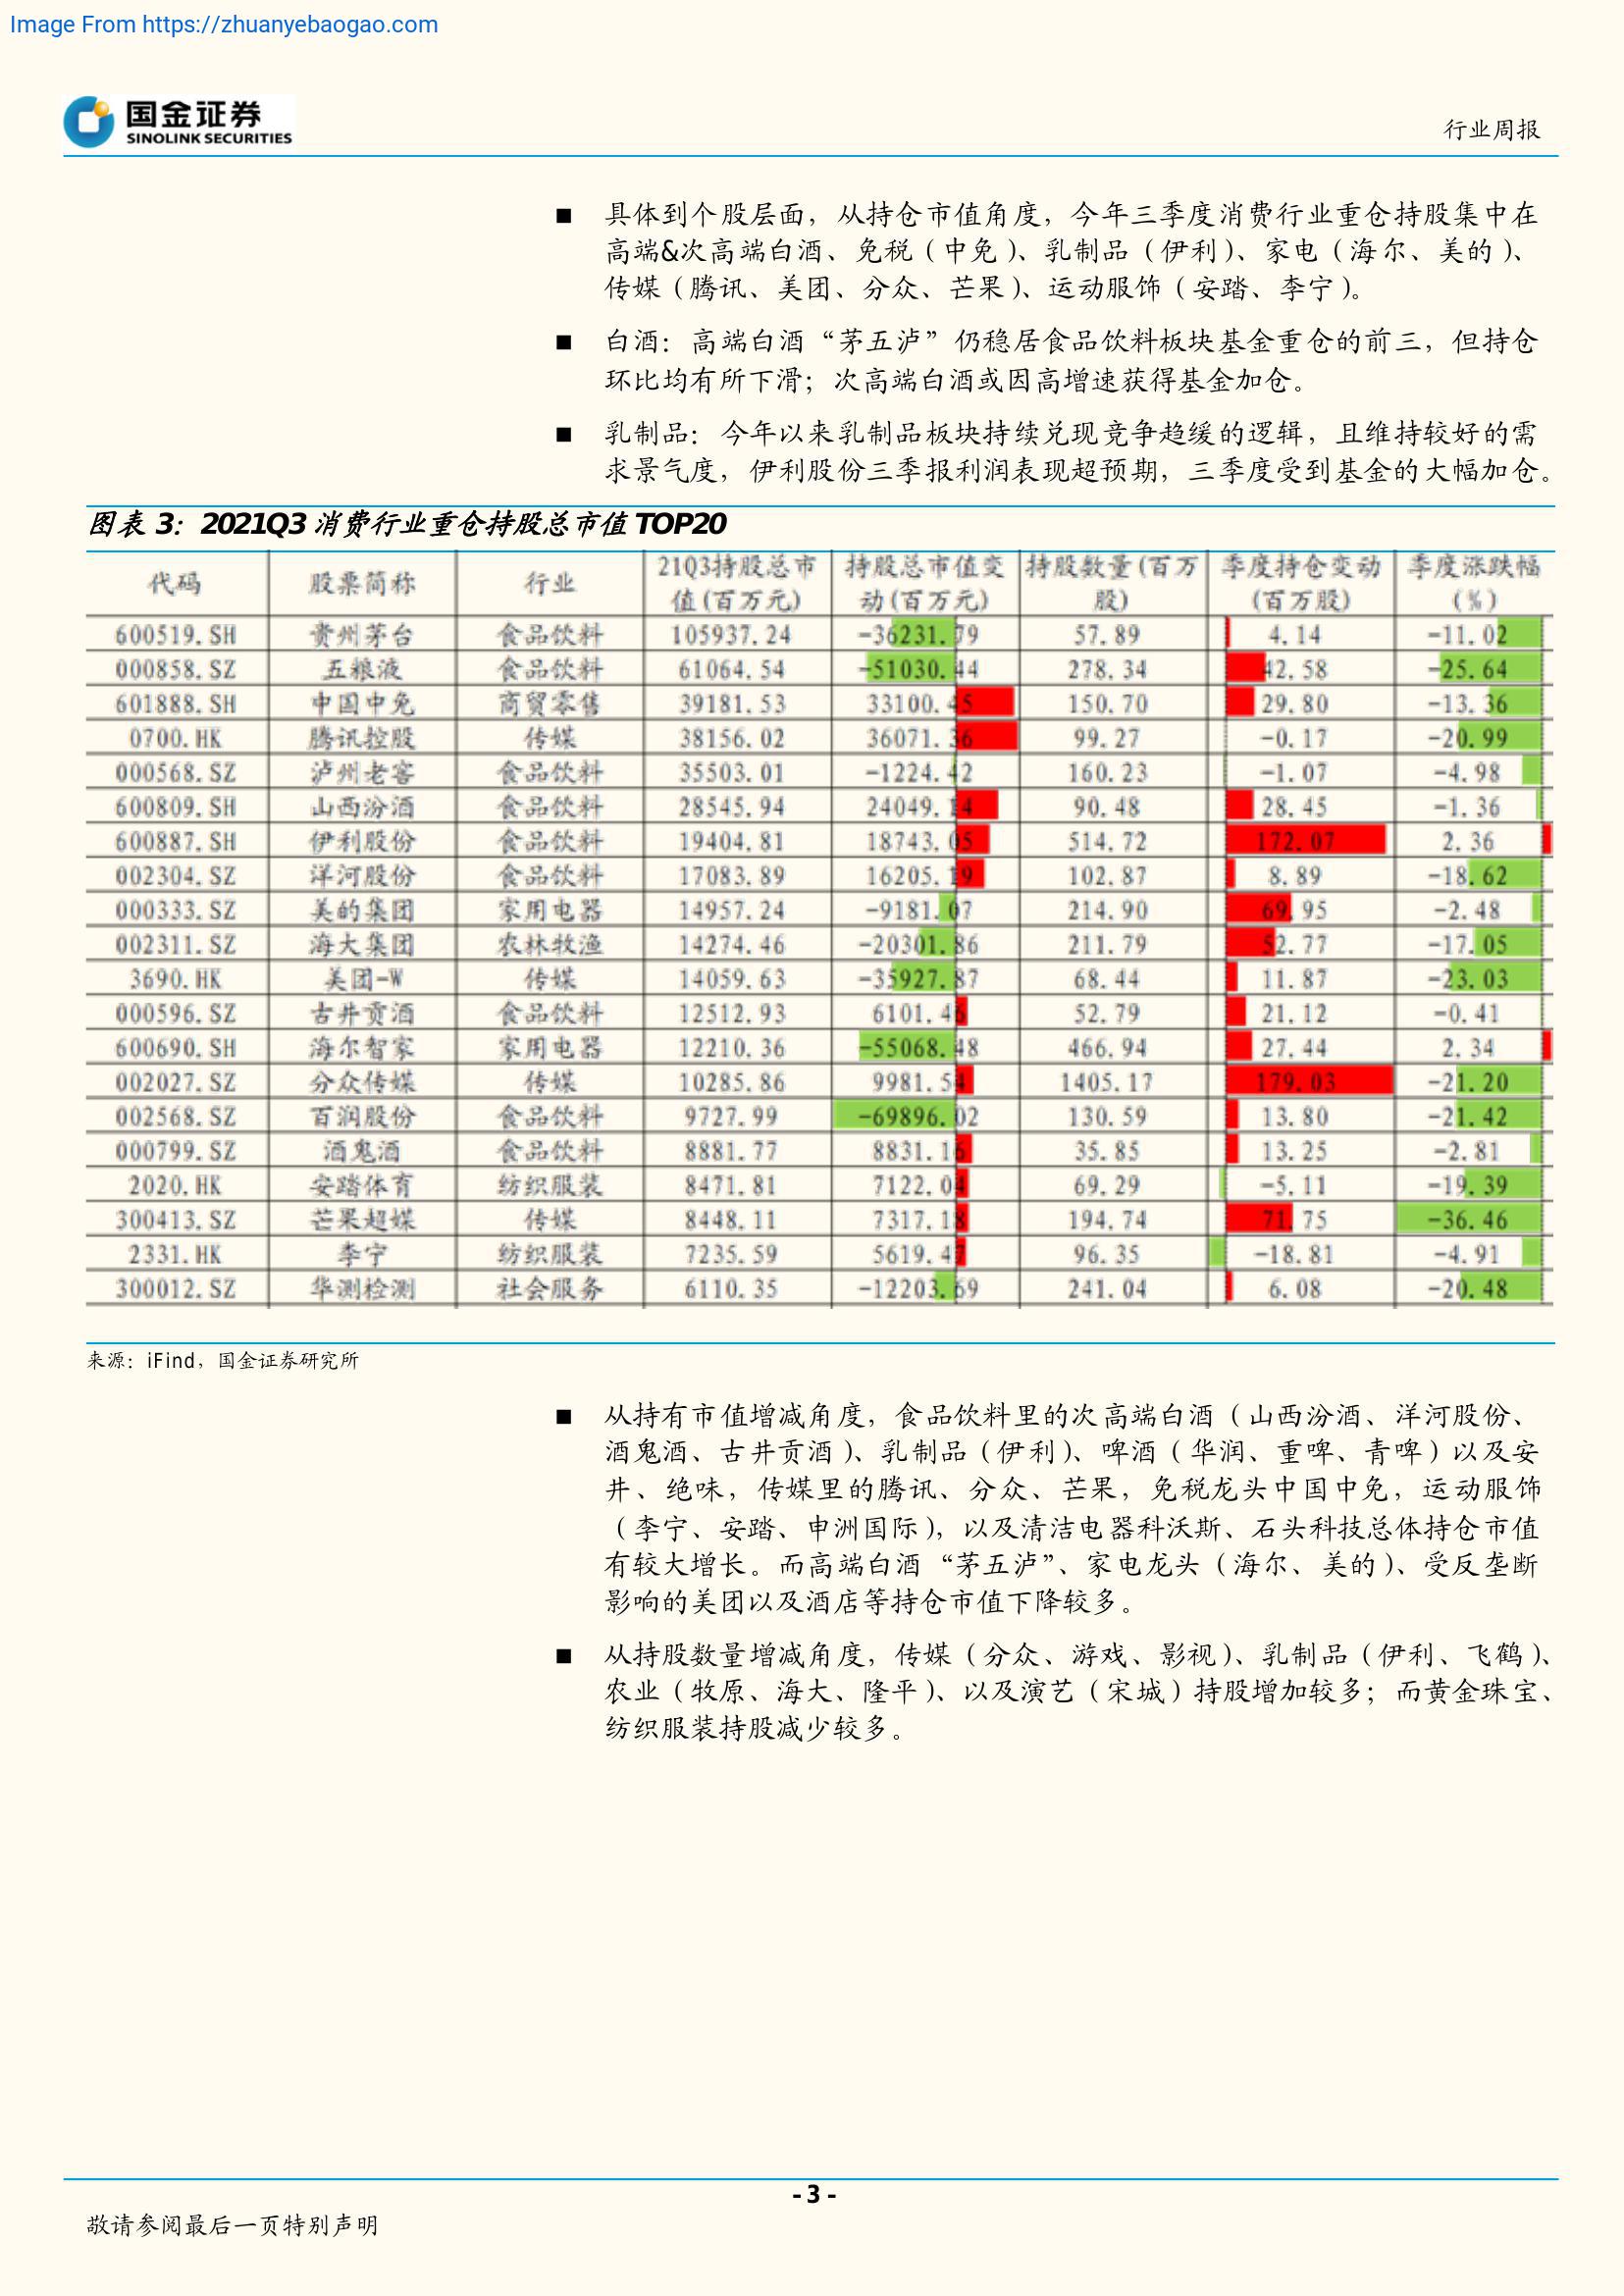 Image From https://zhuanyebaogao.com
国金证券
SINOLINK SECURITIES
行业周报
■ 具体到个股层面，从持仓市值角度，今年三季度消费行业重仓持股集中在
高端&次高端白酒、免税（中免）、乳制品（伊利）、家电（海尔、美的）、
传媒（腾讯、美团、分众、芒果）、运动服饰（安踏、李宁）。
■ 白酒：高端白酒“茅五泸”仍稳居食品饮料板块基金重仓的前三，但持仓
环比均有所下滑；次高端白酒或因高增速获得基金加仓。
■ 乳制品：今年以来乳制品板块持续兑现竞争趋缓的逻辑，且维持较好的需
求景气度，伊利股份三季报利润表现超预期，三季度受到基金的大幅加仓。
图表 3：2021Q3 消费行业重仓持股总市值 TOP20
代码 股票简称 行业 21Q3持股总市值(百万元) 持股总市值变动(百万元) 持股数量(百万股) 季度持仓变动(百万股) 季度涨跌幅(%)
600519.SH 贵州茅台 食品饮料 105937.24 -36231.79 57.89 4.14 -11.02
000858.SZ 五粮液 食品饮料 61064.54 -51030.44 278.34 42.58 -25.64
601888.SH 中国中免 商贸零售 39181.53 33100.45 150.70 29.80 -13.36
0700.HK 腾讯控股 传媒 38156.02 36071.36 99.27 -0.17 -20.99
000568.SZ 泸州老窖 食品饮料 35503.01 -1224.42 160.23 -1.07 -4.98
600809.SH 山西汾酒 食品饮料 28545.94 24049.14 90.48 28.45 -1.36
600887.SH 伊利股份 食品饮料 19404.81 18743.05 514.72 172.07 2.36
002304.SZ 洋河股份 食品饮料 17083.89 16205.19 102.87 8.89 -18.62
000333.SZ 美的集团 家用电器 14957.24 -9181.07 214.90 69.95 -2.48
002311.SZ 海大集团 农林牧渔 14274.46 -20301.86 211.79 52.77 -17.05
3690.HK 美团-W 传媒 14059.63 -35927.87 68.44 11.87 -23.03
000596.SZ 古井贡酒 食品饮料 12512.93 6101.46 52.79 21.12 -0.41
600690.SH 海尔智家 家用电器 12210.36 -55068.48 466.94 27.44 2.34
002027.SZ 分众传媒 传媒 10285.86 9981.54 1405.17 179.03 -21.20
002568.SZ 百润股份 食品饮料 9727.99 -69896.02 130.59 13.80 -21.42
000799.SZ 酒鬼酒 食品饮料 8881.77 8831.16 35.85 13.25 -2.81
2020.HK 安踏体育 纺织服装 8471.81 7122.04 69.29 -5.11 -19.39
300413.SZ 芒果超媒 传媒 8448.11 7317.18 194.74 71.75 -36.46
2331.HK 李宁 纺织服装 7235.59 5619.47 96.35 -18.81 -4.91
300012.SZ 华测检测 社会服务 6110.35 -12203.69 241.04 6.08 -20.48
来源：iFind，国金证券研究所
■ 从持有市值增减角度，食品饮料里的次高端白酒（山西汾酒、洋河股份、
酒鬼酒、古井贡酒）、乳制品（伊利）、啤酒（华润、重啤、青啤）以及安
井、绝味，传媒里的腾讯、分众、芒果，免税龙头中国中免，运动服饰
（李宁、安踏、申洲国际），以及清洁电器科沃斯、石头科技总体持仓市值
有较大增长。而高端白酒“茅五泸”、家电龙头（海尔、美的）、受反垄断
影响的美团以及酒店等持仓市值下降较多。
■ 从持股数量增减角度，传媒（分众、游戏、影视）、乳制品（伊利、飞鹤）、
农业（牧原、海大、隆平）、以及演艺（宋城）持股增加较多；而黄金珠宝、
纺织服装持股减少较多。
- 3 -
敬请参阅最后一页特别声明